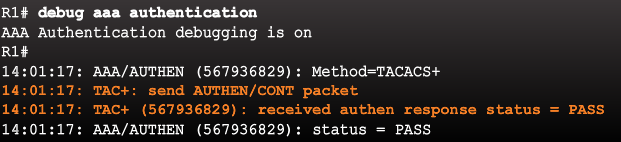 R1# debug aaa authentication
AAA Authentication debugging is on
R1#
14:01:17: AAA/AUTHEN (567936829): Method=TACACS+
14:01:17: TAC+: send AUTHEN/CONT packet
14:01:17: TAC+ (567936829): received authen response status = PASS
14:01:17: AAA/AUTHEN (567936829): status = PASS